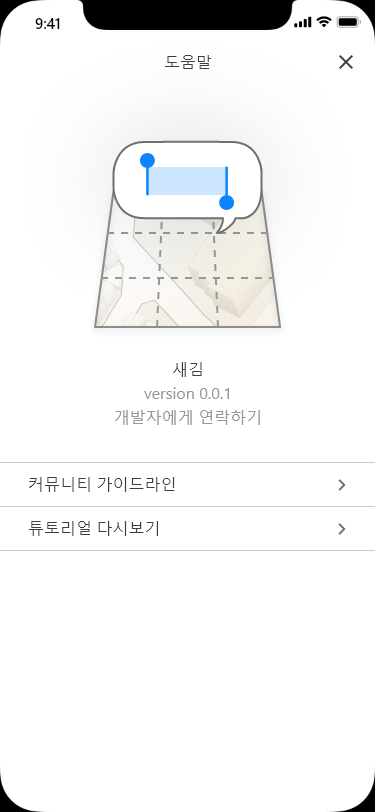 9:41
도움말
새김
version 0.0.1
개발자에게 연락하기
커뮤니티 가이드라인
튜토리얼 다시보기